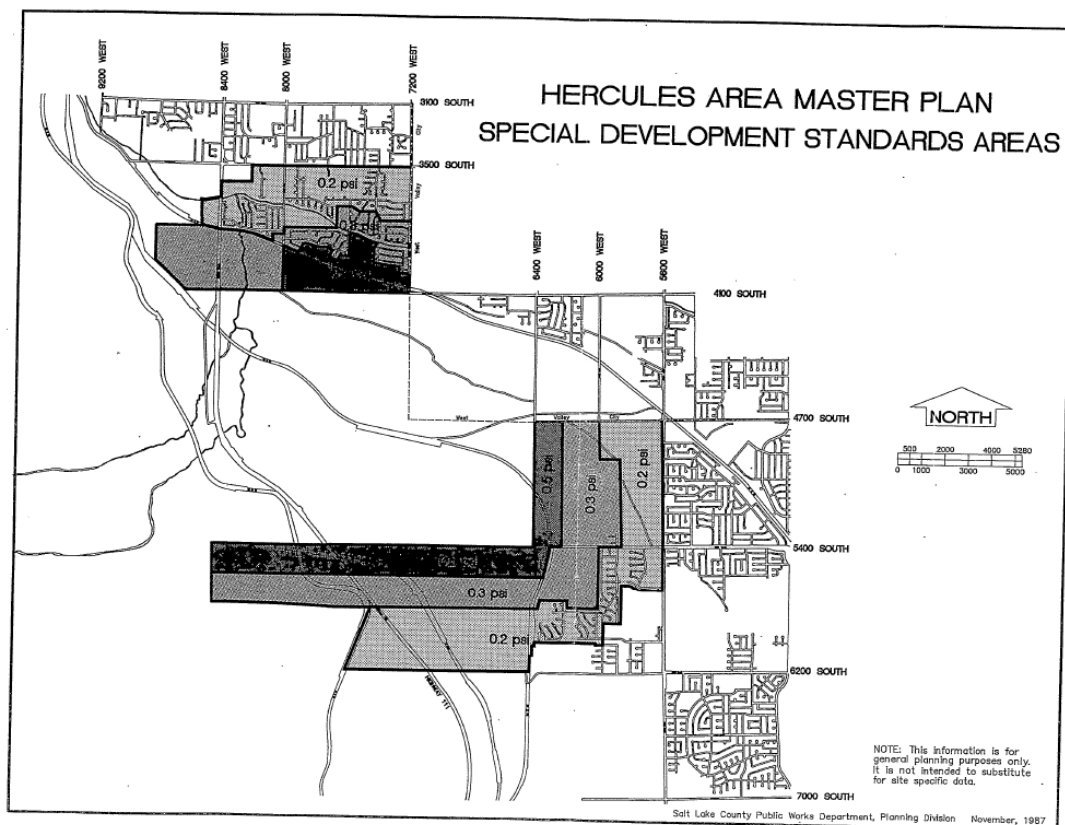 HERCULES AREA MASTER PLAN
SPECIAL DEVELOPMENT STANDARDS AREAS
9200 WEST
8400 WEST
8000 WEST
7200 WEST
3100 SOUTH
City
3500 SOUTH
Valley
West
0.2 psi
6400 WEST
6000 WEST
5600 WEST
4100 SOUTH
West Valley City
4700 SOUTH
NORTH
500 2000 4000 5280
0 1000 3000 5000
0.5 psi
0.3 psi
0.2 psi
5400 SOUTH
0.3 psi
0.2 psi
6200 SOUTH
HIGHWAY 111
NOTE: This information is for
general planning purposes only.
It is not intended to substitute
for site specific data.
7000 SOUTH
Salt Lake County Public Works Department, Planning Division November, 1987